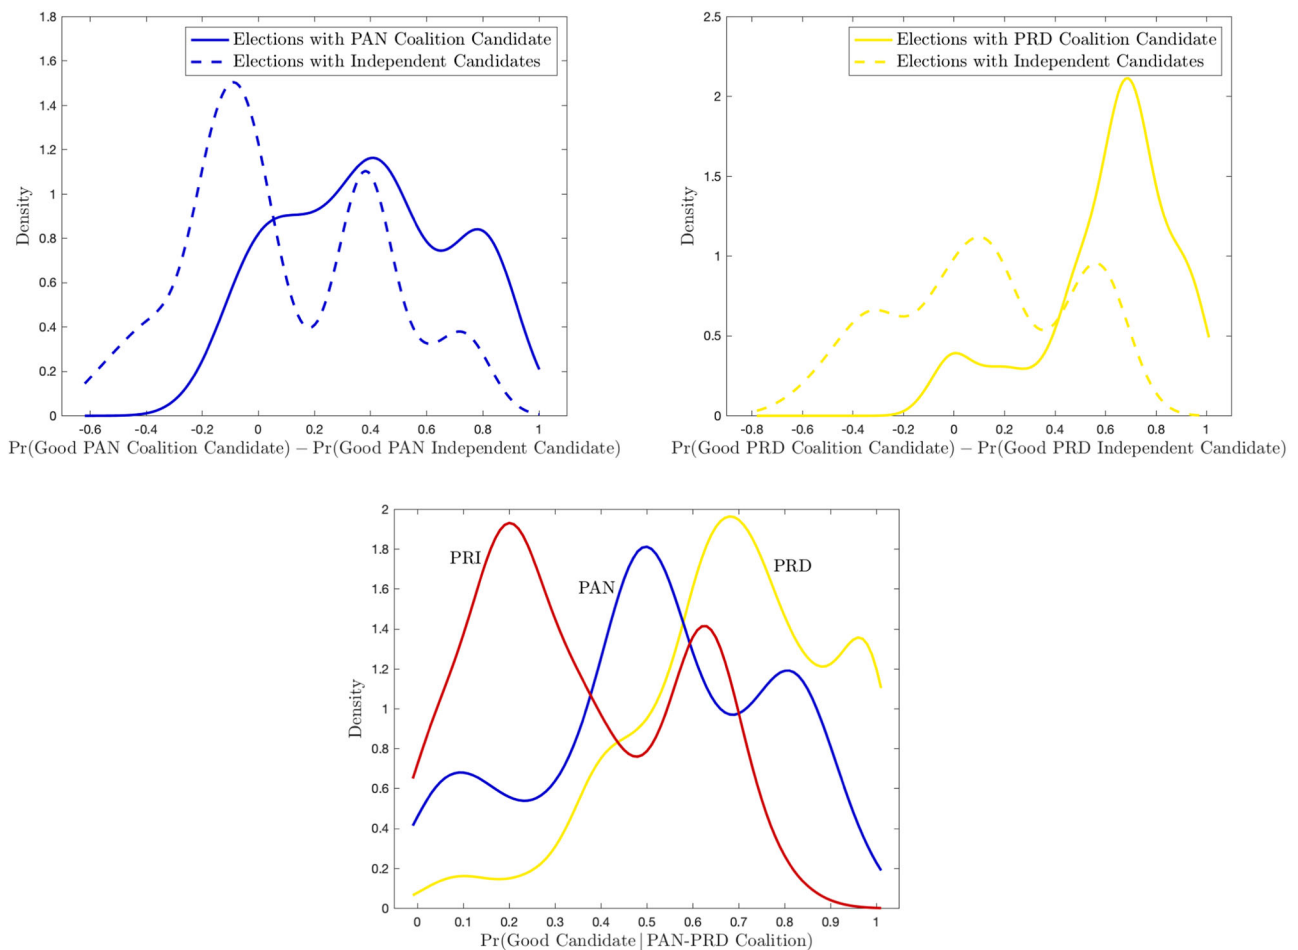 1.8
1.6
1.4
1.2
1
0.8
0.6
0.4
0.2
0
Density
Elections with PAN Coalition Candidate
Elections with Independent Candidates
-0.6 -0.4 -0.2 0 0.2 0.4 0.6 0.8 1
Pr(Good PAN Coalition Candidate) − Pr(Good PAN Independent Candidate)
2.5
2
1.5
1
0.5
0
Density
Elections with PRD Coalition Candidate
Elections with Independent Candidates
-0.8 -0.6 -0.4 -0.2 0 0.2 0.4 0.6 0.8 1
Pr(Good PRD Coalition Candidate) − Pr(Good PRD Independent Candidate)
2
1.8
1.6
1.4
1.2
1
0.8
0.6
0.4
0.2
0
Density
PRI
PAN
PRD
0 0.1 0.2 0.3 0.4 0.5 0.6 0.7 0.8 0.9 1
Pr(Good Candidate | PAN-PRD Coalition)